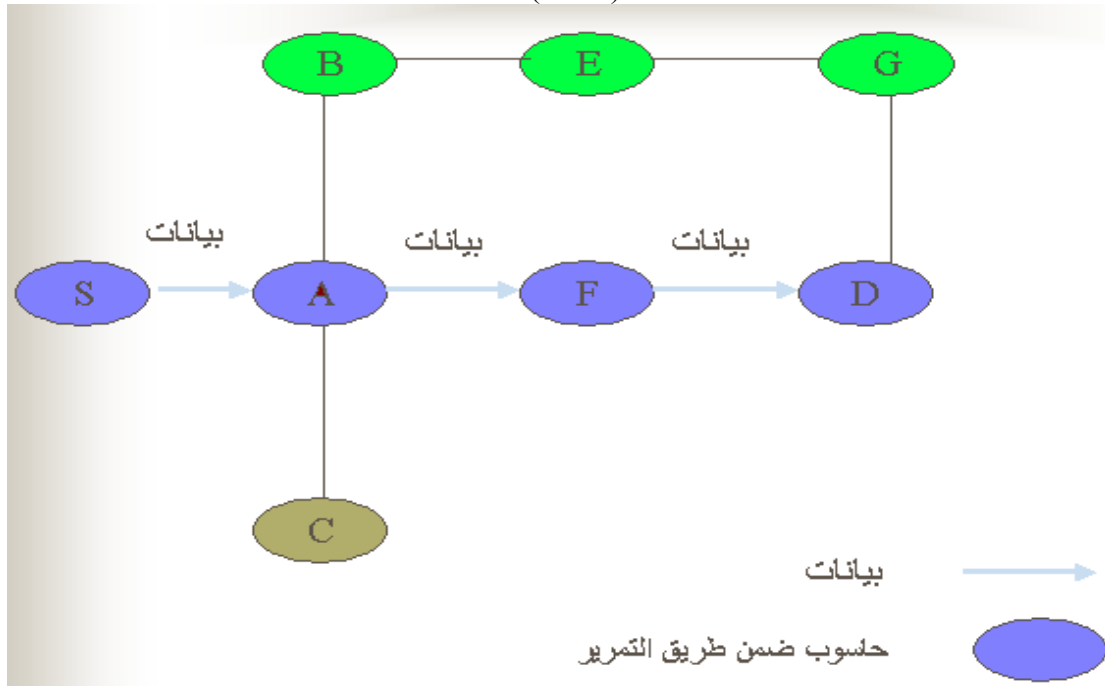 B E G
بيانات بيانات بيانات
S A F D
C
بيانات
حاسوب ضمن طريق التمرير